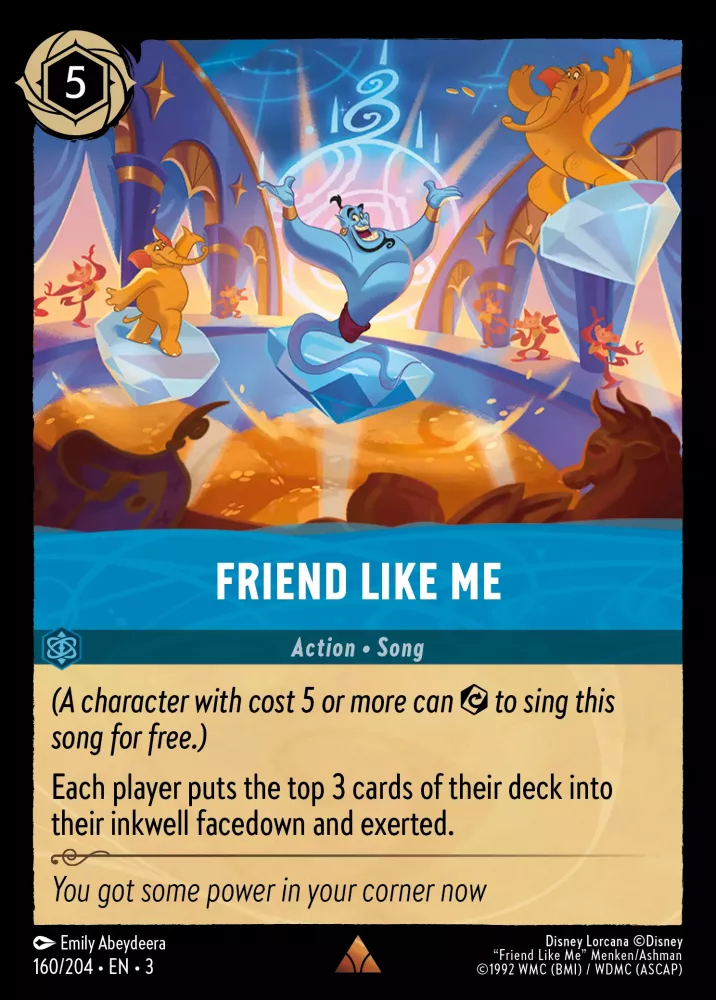 5
FRIEND LIKE ME
Action • Song
(A character with cost 5 or more can to sing this
song for free.)
Each player puts the top 3 cards of their deck into
their inkwell facedown and exerted.
You got some power in your corner now
Emily Abeydeera
160/204 • EN • 3
Disney Lorcana ©Disney
"Friend Like Me" Menken/Ashman
©1992 WMC (BMI) / WDMC (ASCAP)